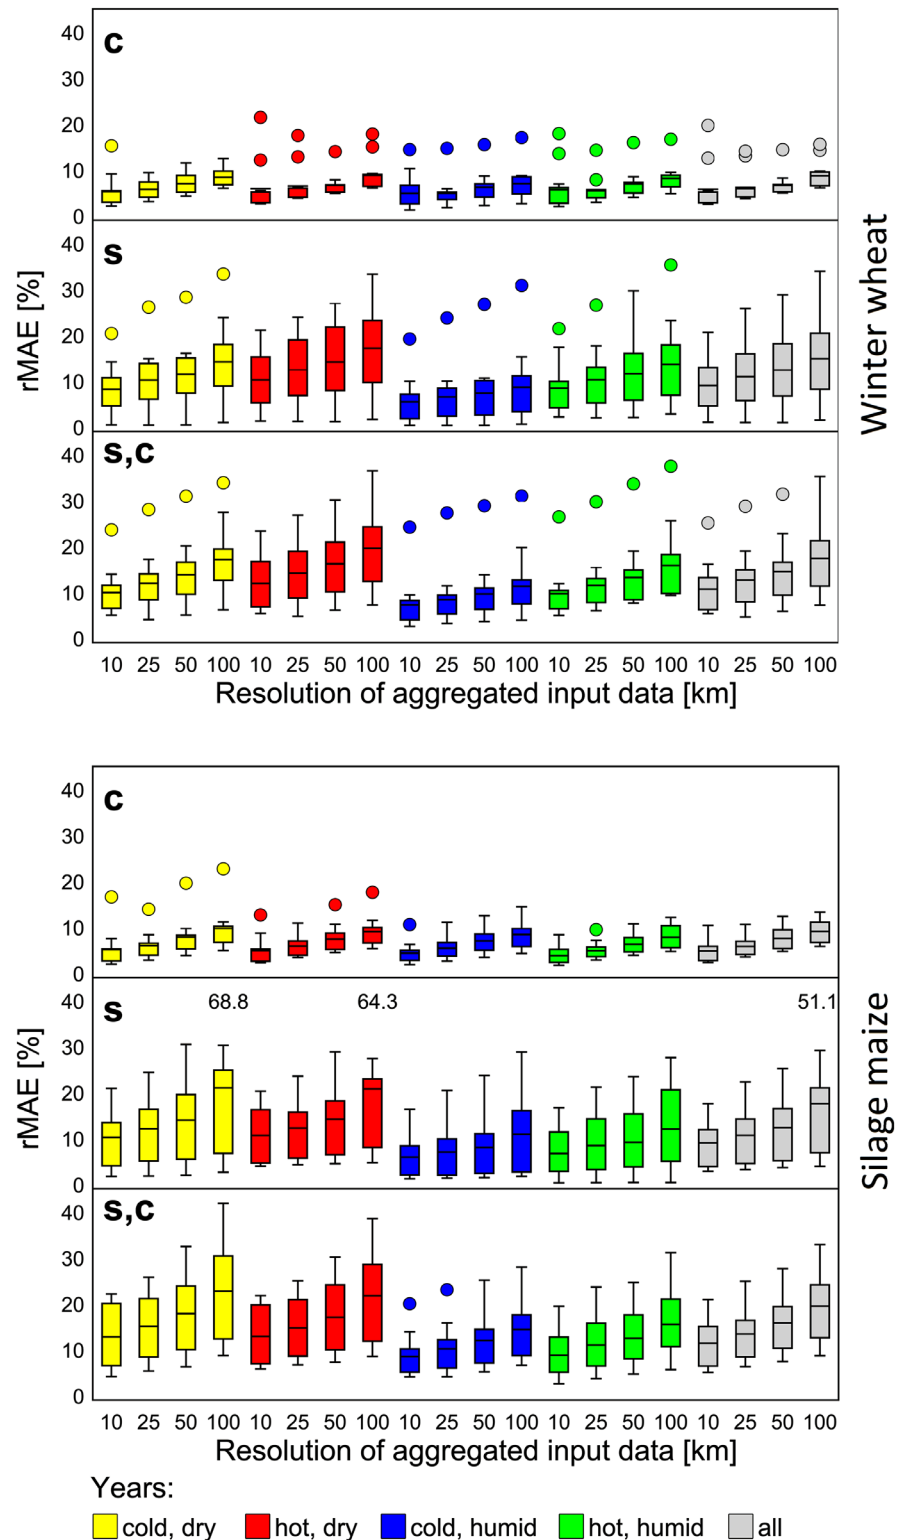 c
40
30
20
10
0
s
40
30
20
10
0
s,c
40
30
20
10
0
rMAE [%]
Winter wheat
10 25 50 100 10 25 50 100 10 25 50 100 10 25 50 100 10 25 50 100
Resolution of aggregated input data [km]
c
40
30
20
10
0
s
68.8 64.3 51.1
40
30
20
10
0
s,c
40
30
20
10
0
rMAE [%]
Silage maize
10 25 50 100 10 25 50 100 10 25 50 100 10 25 50 100 10 25 50 100
Resolution of aggregated input data [km]
Years:
cold, dry hot, dry cold, humid hot, humid all